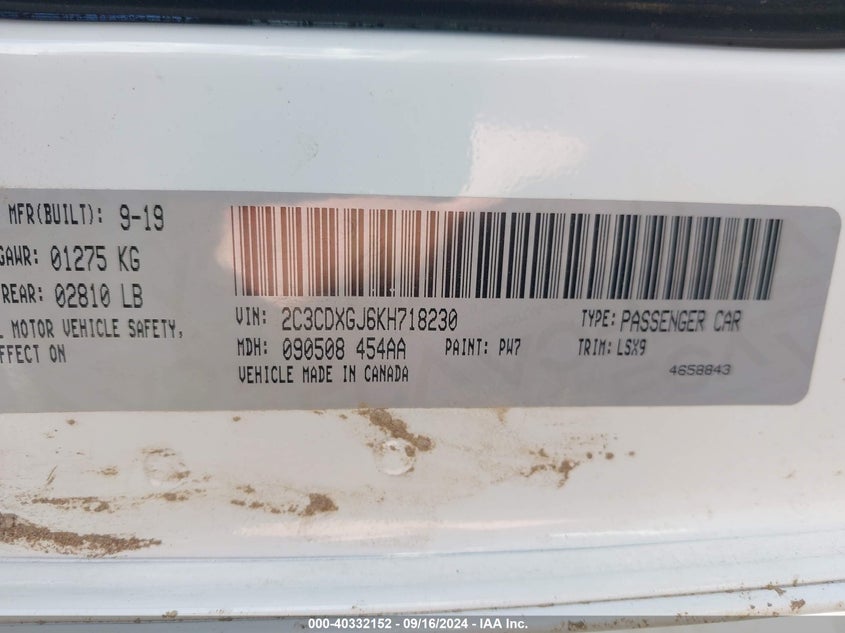 MFR(BUILT): 9-19
GAWR: 01275 KG
REAR: 02810 LB
L MOTOR VEHICLE SAFETY,
FFECT ON
VIN: 2C3CDXGJ6KH718230
TYPE: PASSENGER CAR
MDH: 090508 454AA
PAINT: PW7
TRIM: LSX9
VEHICLE MADE IN CANADA
4658843
000-40332152 - 09/16/2024 - IAA Inc.